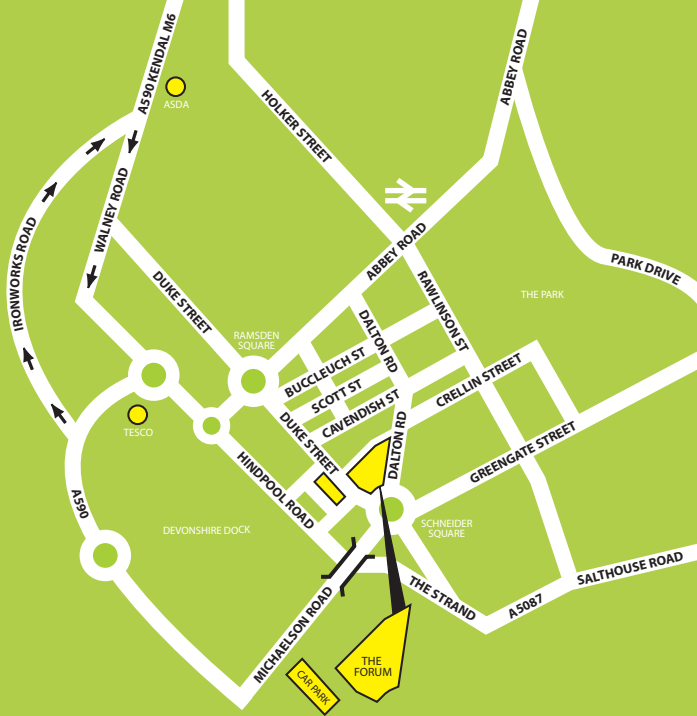 A590 KENDAL M6
ABBEY ROAD
ASDA
HOLKER STREET
WALNEY ROAD
IRONWORKS ROAD
ABBEY ROAD
PARK DRIVE
DUKE STREET
RAWLINSON ST
THE PARK
RAMSDEN
SQUARE
DALTON RD
BUCCLEUCH ST
SCOTT ST
CAVENDISH ST
CRELLIN STREET
TESCO
DUKE STREET
DALTON RD
GREENGATE STREET
HINDPOOL ROAD
A590
DEVONSHIRE DOCK
SCHNEIDER
SQUARE
SALTHOUSE ROAD
THE STRAND
A5087
MICHAELSON ROAD
THE
FORUM
CAR PARK